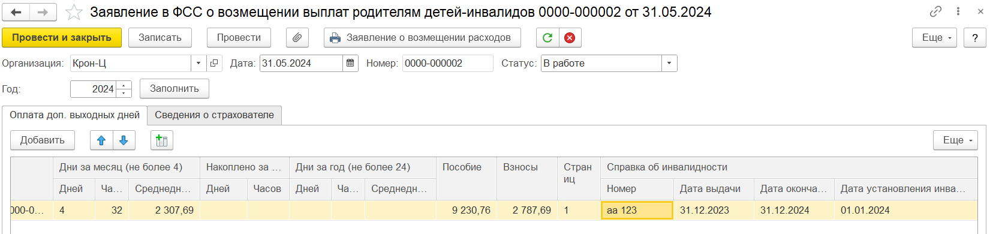 Заявление в ФСС о возмещении выплат родителям детей-инвалидов 0000-000002 от 31.05.2024
Провести и закрыть Записать Провести Заявление о возмещении расходов Еще ?
Организация: Крон-Ц Дата: 31.05.2024 Номер: 0000-000002 Статус: В работе
Год: 2024 Заполнить
Оплата доп. выходных дней Сведения о страхователе
Добавить Еще
Дни за месяц (не более 4) Накоплено за ... Дни за год (не более 24) Пособие Взносы Стран Справка об инвалидности
иц
Дней Ча... Среднедн... Дней Часов Дней Ча... Среднедн... Номер Дата выдачи Дата оконча... Дата установления инва...
000-0... 4 32 2 307,69 9 230,76 2 787,69 1 аа 123 31.12.2023 31.12.2024 01.01.2024